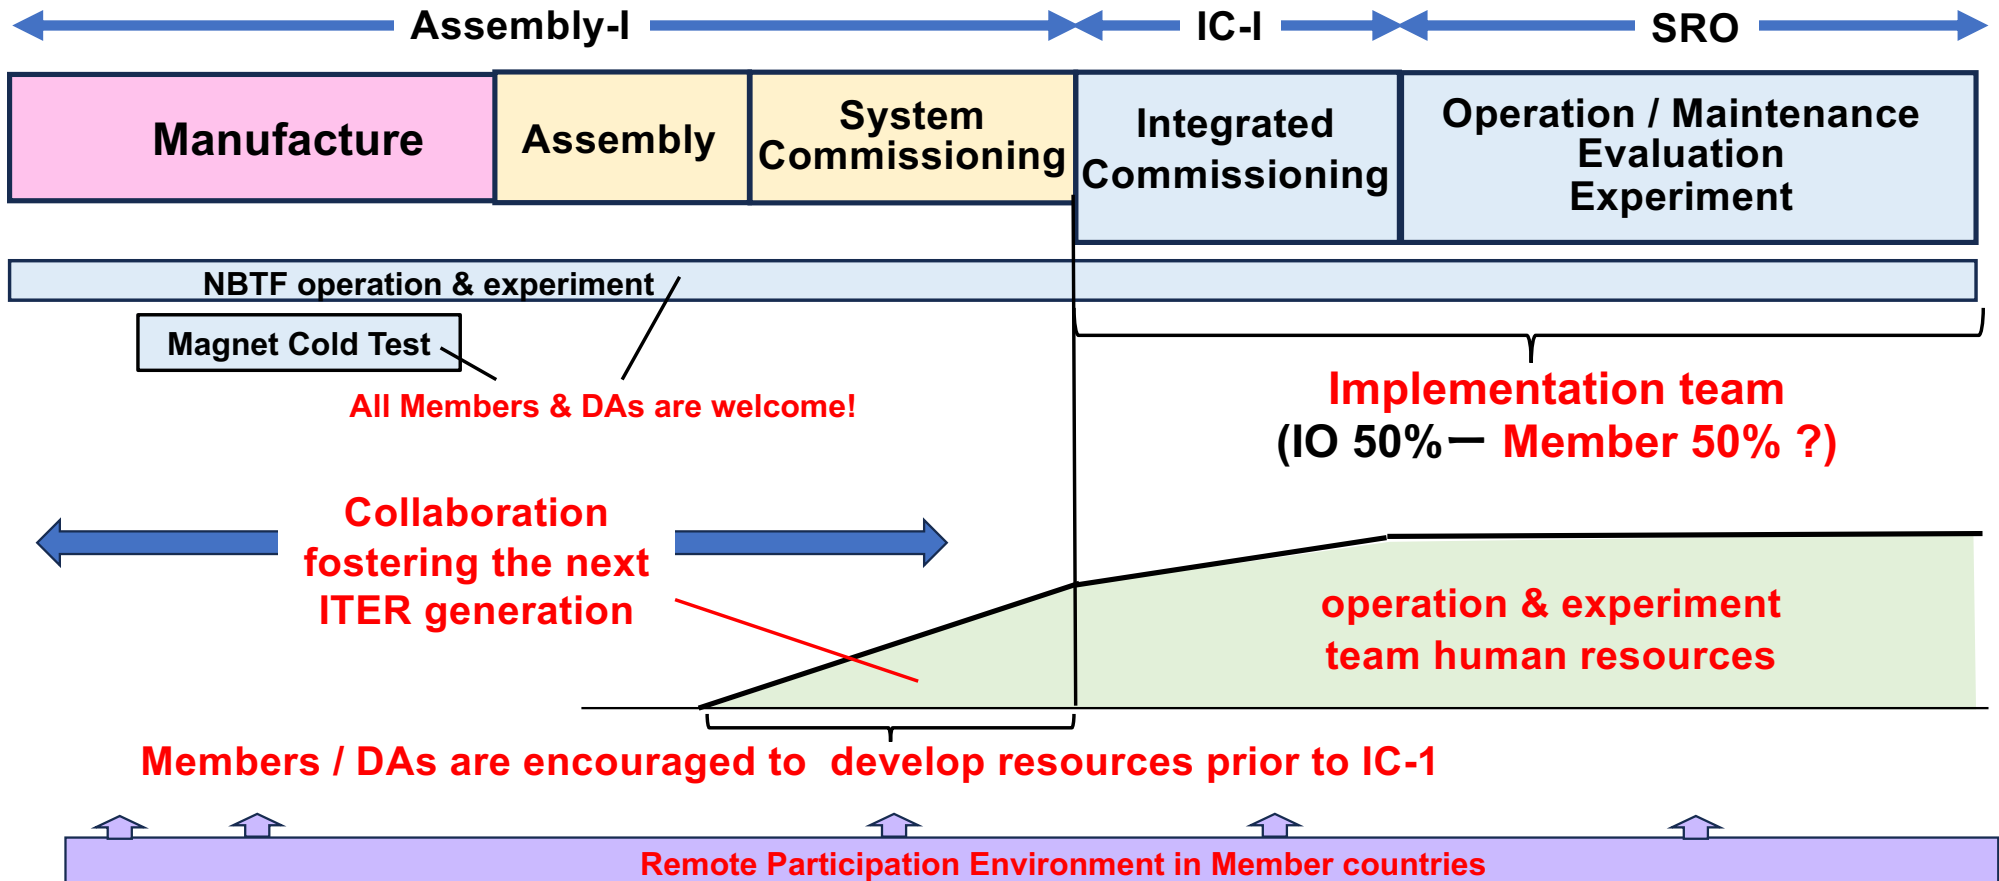 Assembly-I
IC-I
SRO
Manufacture
Assembly
System
Commissioning
Integrated
Commissioning
Operation / Maintenance
Evaluation
Experiment
NBTF operation & experiment
Magnet Cold Test
All Members & DAs are welcome!
Implementation team
(IO 50%ー Member 50% ?)
Collaboration
fostering the next
ITER generation
operation & experiment
team human resources
Members / DAs are encouraged to develop resources prior to IC-1
Remote Participation Environment in Member countries